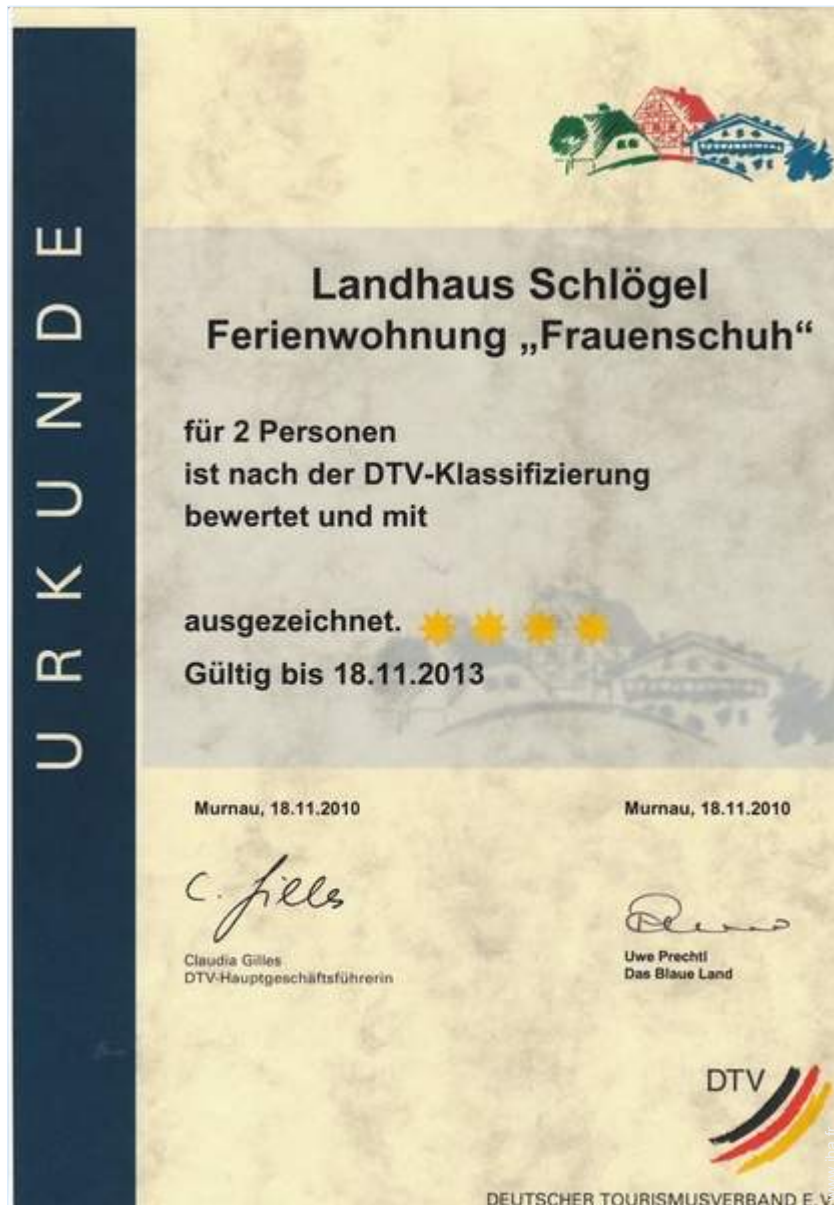 URKUNDE
Landhaus Schlögel
Ferienwohnung „Frauenschuh“
für 2 Personen
ist nach der DTV-Klassifizierung
bewertet und mit
ausgezeichnet.
Gültig bis 18.11.2013
Murnau, 18.11.2010
Murnau, 18.11.2010
C. Gilles
Claudia Gilles
DTV-Hauptgeschäftsführerin
Uwe Prechtl
Das Blaue Land
DTV
DEUTSCHER TOURISMUSVERBAND E.V.